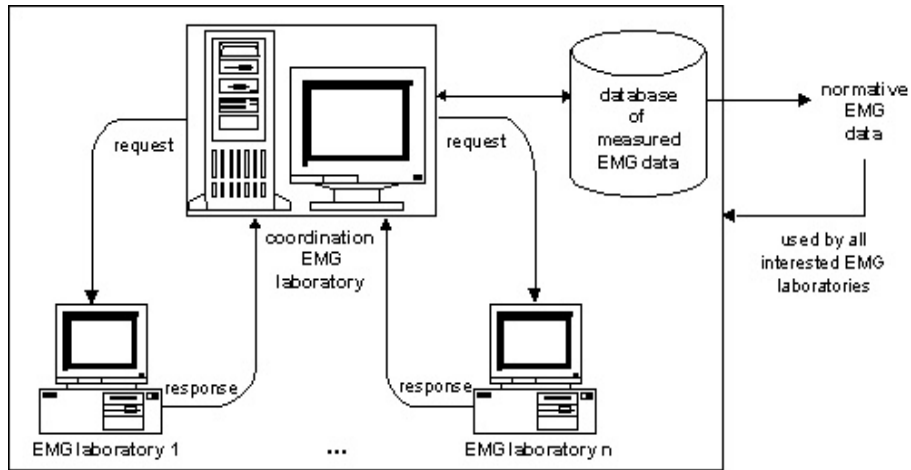 database
of
measured
EMG data
normative
EMG
data
request
request
coordination
EMG
laboratory
used by all
interested EMG
laboratories
response
response
EMG laboratory 1
...
EMG laboratory n